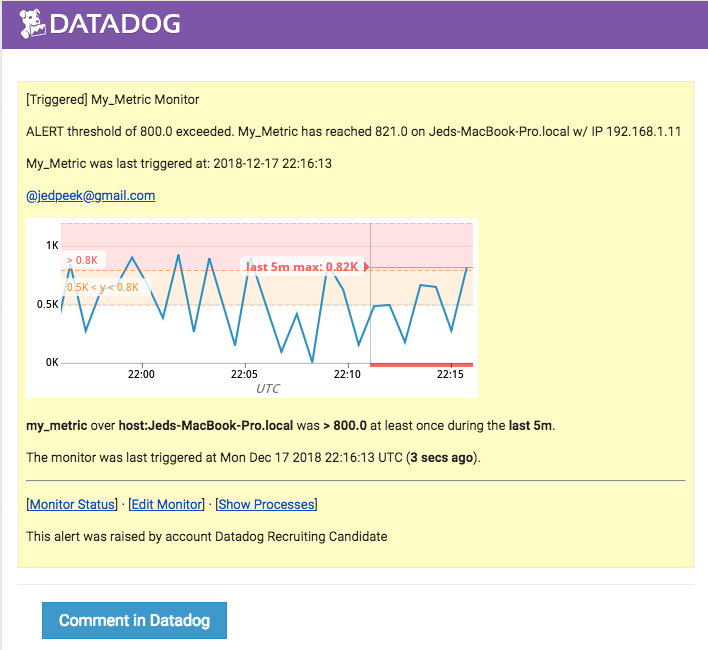 DATADOG
[Triggered] My_Metric Monitor
ALERT threshold of 800.0 exceeded. My_Metric has reached 821.0 on Jeds-MacBook-Pro.local w/ IP 192.168.1.11
My_Metric was last triggered at: 2018-12-17 22:16:13
@jedpeek@gmail.com
1K
> 0.8K
last 5m max: 0.82K
0.5K < y < 0.8K
0.5K
0K
22:00 22:05 22:10 22:15
UTC
my_metric over host:Jeds-MacBook-Pro.local was > 800.0 at least once during the last 5m.
The monitor was last triggered at Mon Dec 17 2018 22:16:13 UTC (3 secs ago).
[Monitor Status] · [Edit Monitor] · [Show Processes]
This alert was raised by account Datadog Recruiting Candidate
Comment in Datadog